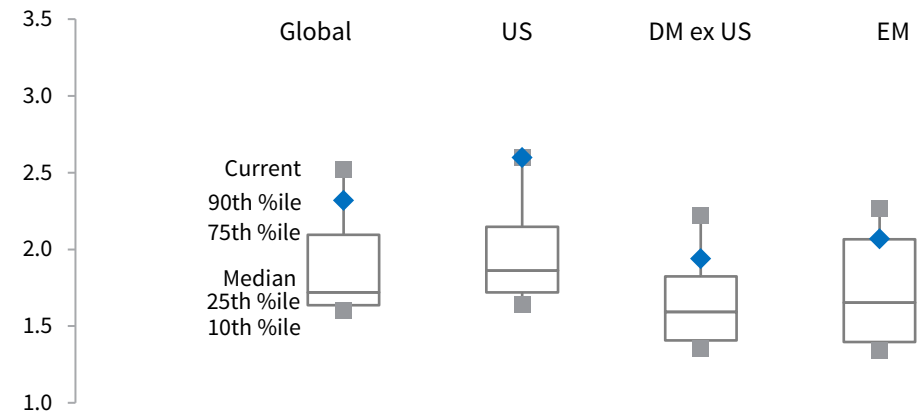 3.5
Global US DM ex US EM
3.0
2.5
Current
90th %ile
75th %ile
2.0
Median
25th %ile
1.5
10th %ile
1.0